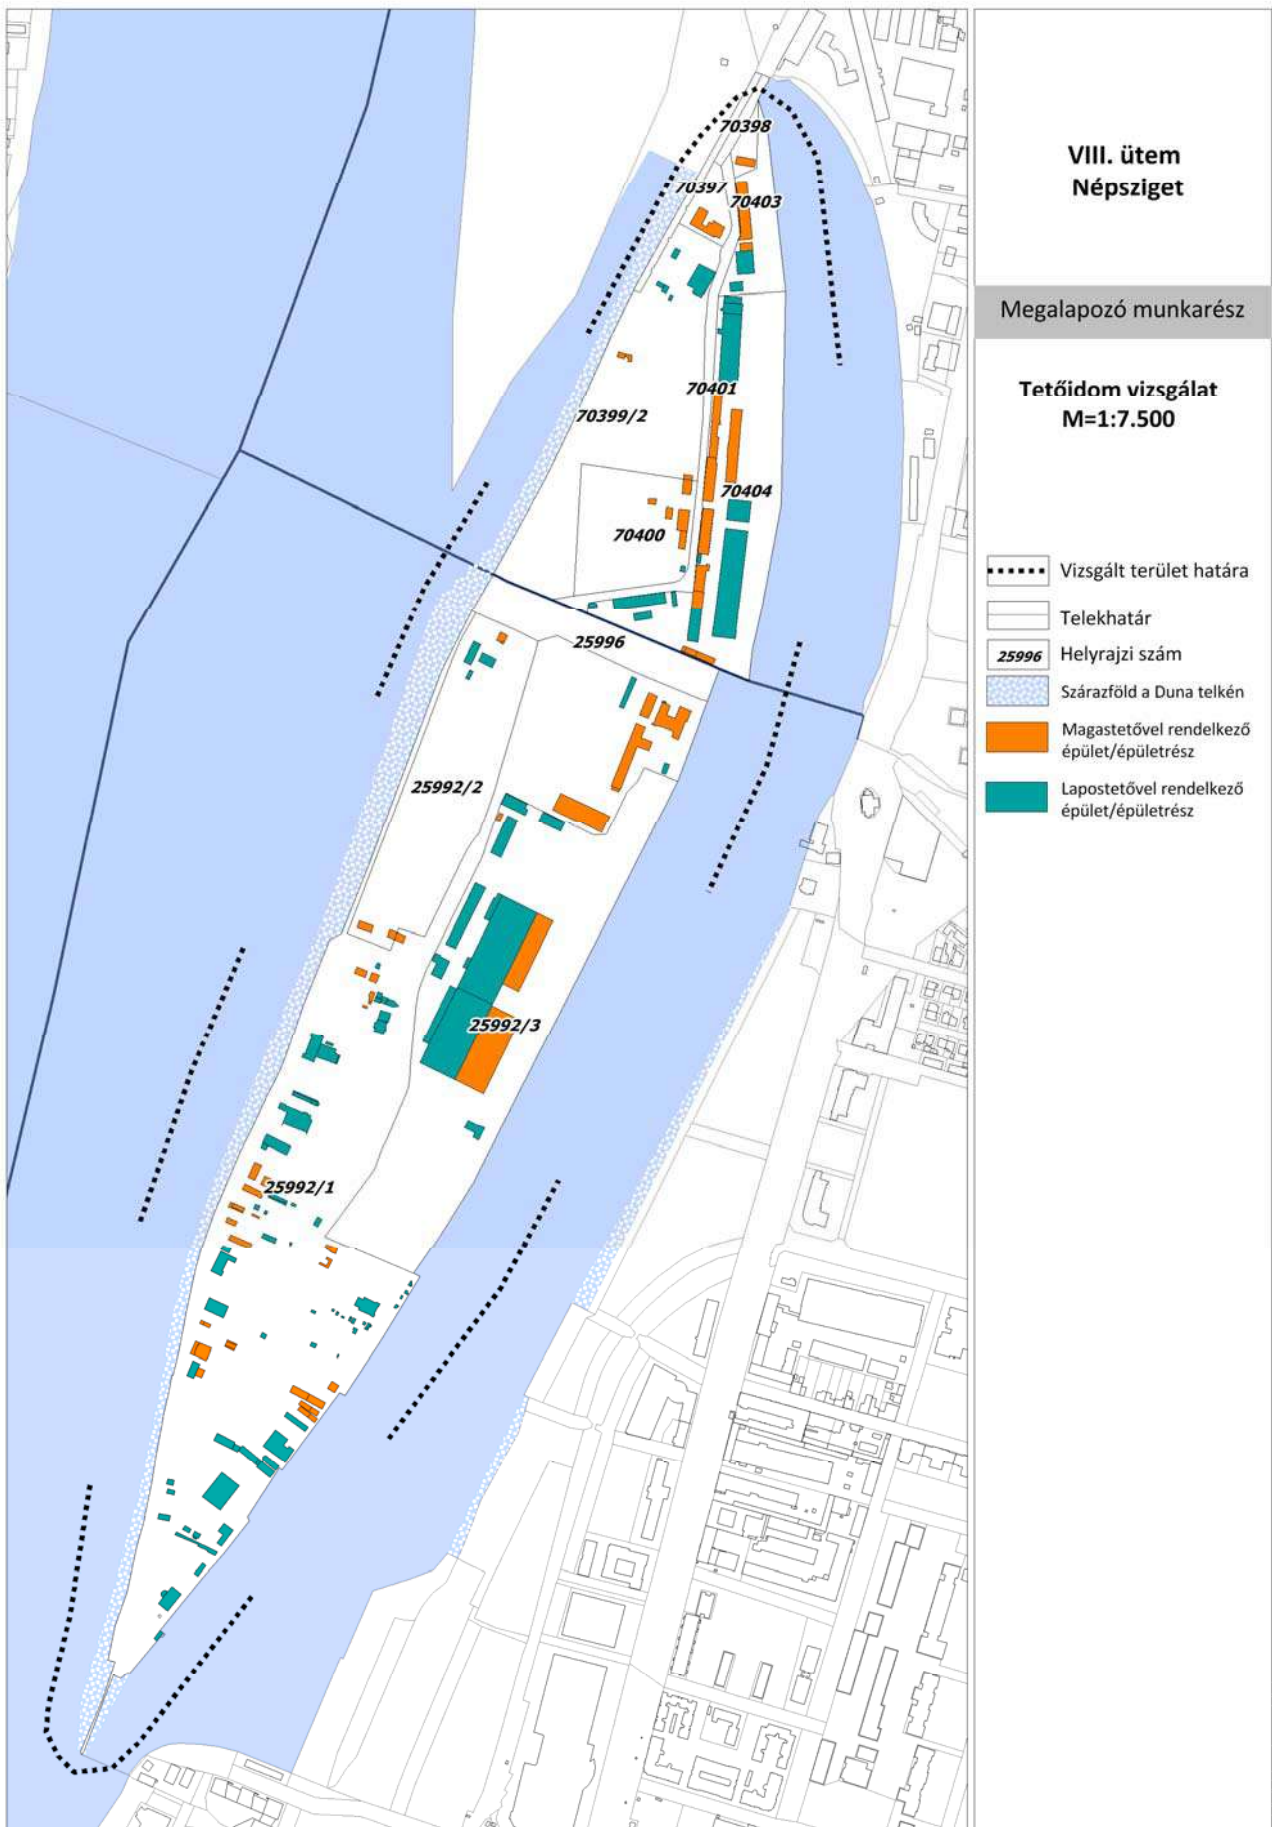 VIII. ütem
Népsziget
Megalapozó munkarész
Tetőidom vizsgálat
M=1:7.500
Vizsgált terület határa
Telekhatár
25996 Helyrajzi szám
Szárazföld a Duna telkén
Magastetővel rendelkező
épület/épületrész
Lapostetővel rendelkező
épület/épületrész
70398
70397
70403
70401
70399/2
70404
70400
25996
25992/2
25992/3
25992/1